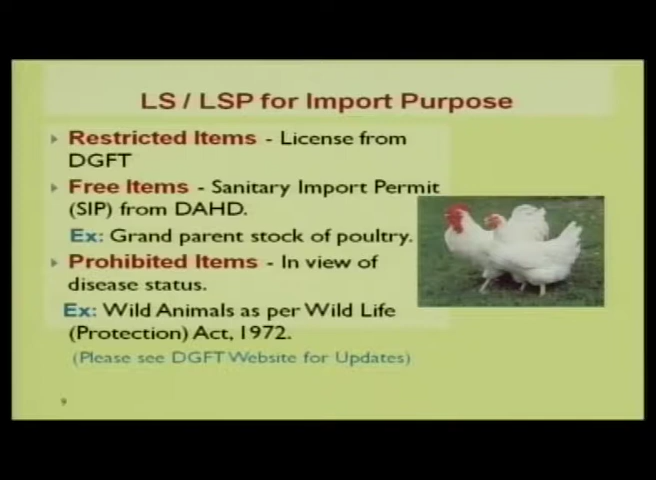 LS / LSP for Import Purpose
Restricted Items - License from
DGFT
Free Items - Sanitary Import Permit
(SIP) from DAHD.
Ex: Grand parent stock of poultry.
Prohibited Items - In view of
disease status.
Ex: Wild Animals as per Wild Life
(Protection) Act, 1972.
(Please see DGFT Website for Updates)
9